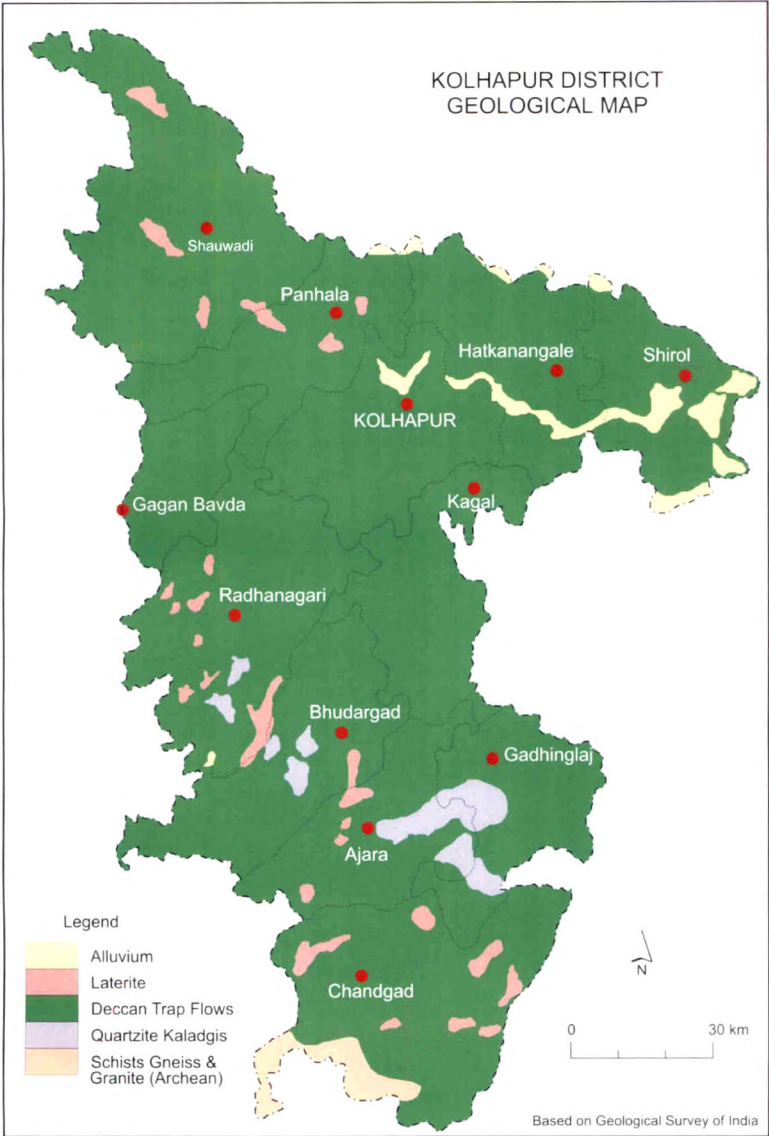 KOLHAPUR DISTRICT
GEOLOGICAL MAP
Shauwadi
Panhala
Hatkanangale
Shirol
KOLHAPUR
Kagal
Gagan Bavda
Radhanagari
Bhudargad
Gadhinglaj
Ajara
Chandgad
Legend
Alluvium
Laterite
Deccan Trap Flows
Quartzite Kaladgis
Schists Gneiss &
Granite (Archean)
N
0 30 km
Based on Geological Survey of India